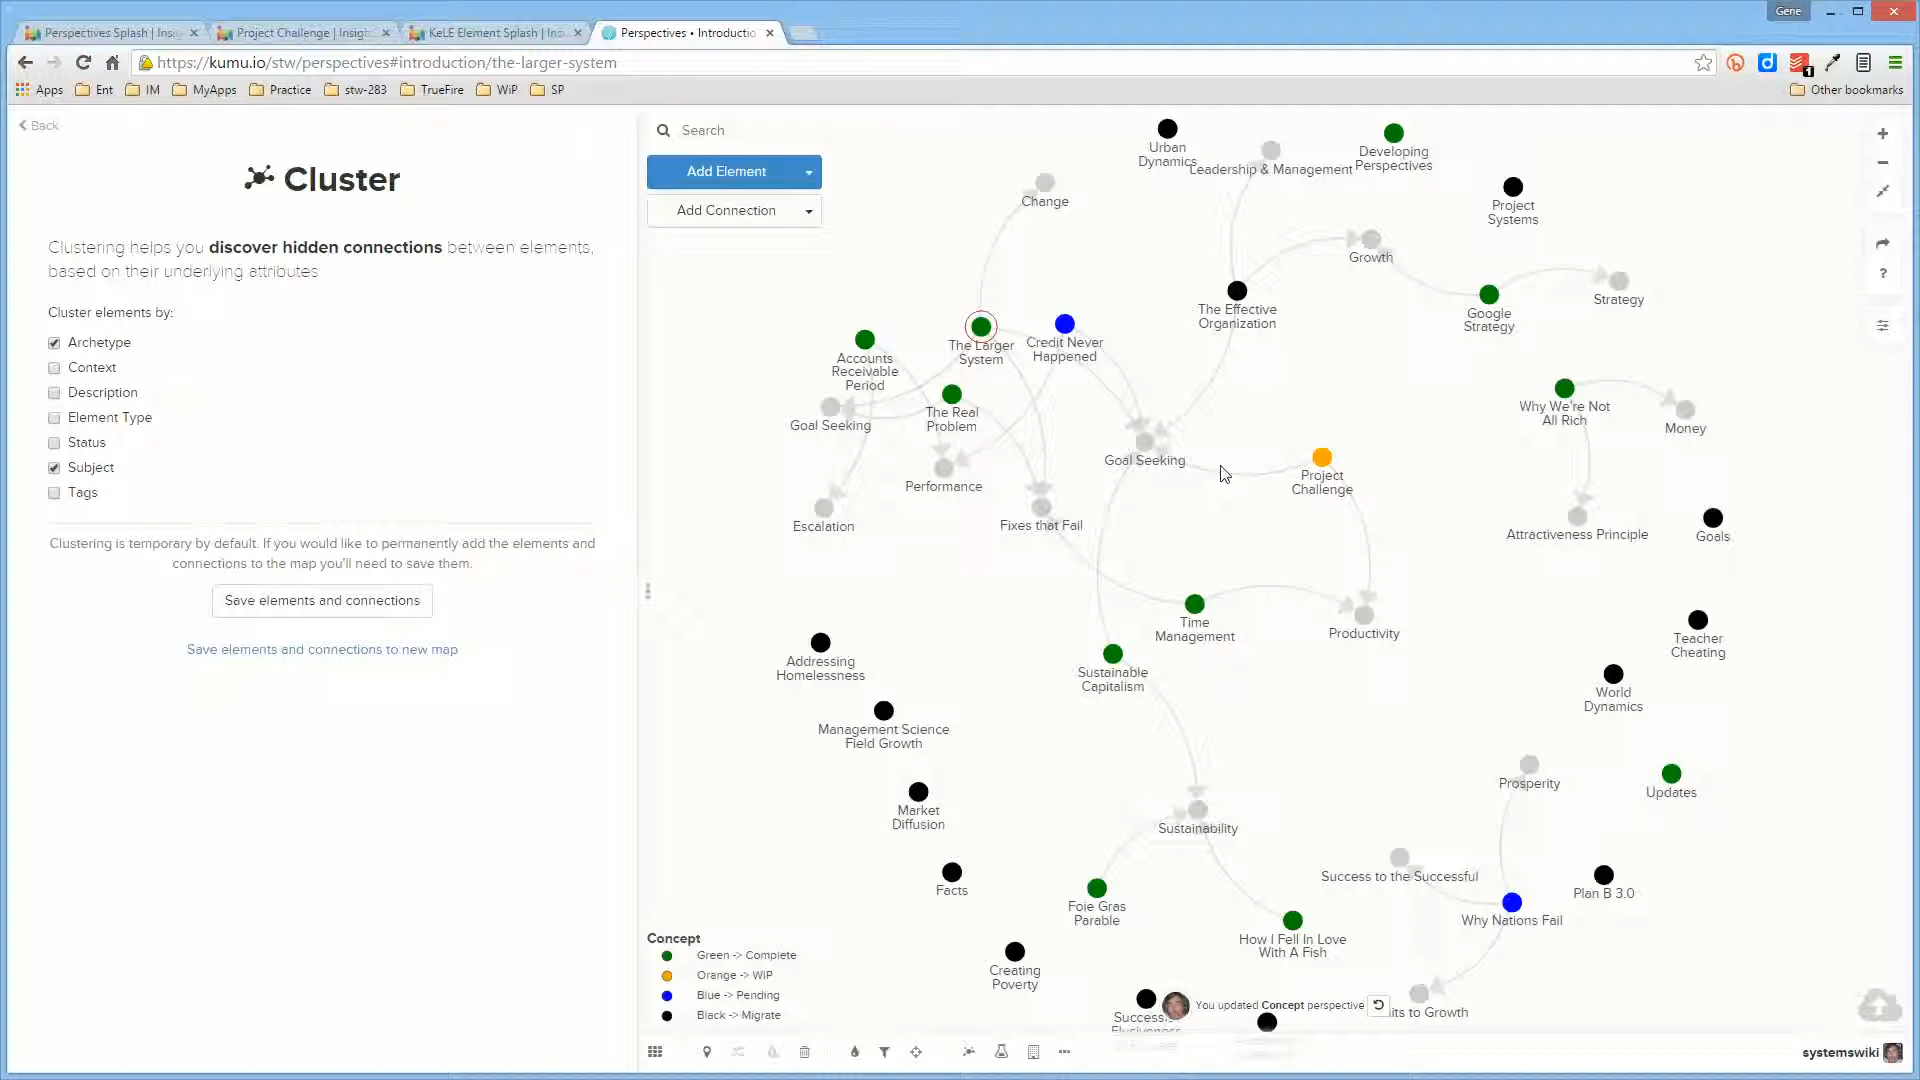 Gene
Perspectives Splash | Insi
Project Challenge | Insigh
KeLE Element Splash | Ins
Perspectives • Introductio
https://kumu.io/stw/perspectives#introduction/the-larger-system
Apps
Ent
IM
MyApps
Practice
stw-283
TrueFire
WiP
SP
Other bookmarks
Back
Cluster
Clustering helps you discover hidden connections between elements,
based on their underlying attributes
Cluster elements by:
Archetype
Context
Description
Element Type
Status
Subject
Tags
Clustering is temporary by default. If you would like to permanently add the elements and
connections to the map you'll need to save them.
Save elements and connections
Save elements and connections to new map
Search
Add Element
Add Connection
Urban
Dynamics
Leadership & Management
Developing
Perspectives
Project
Systems
Change
Growth
Strategy
The Effective
Organization
Google
Strategy
The Larger
System
Credit Never
Happened
Accounts
Receivable
Period
The Real
Problem
Goal Seeking
Why We're Not
All Rich
Money
Goal Seeking
Project
Challenge
Performance
Escalation
Fixes that Fail
Attractiveness Principle
Goals
Time
Management
Productivity
Teacher
Cheating
Addressing
Homelessness
Sustainable
Capitalism
World
Dynamics
Management Science
Field Growth
Prosperity
Updates
Market
Diffusion
Sustainability
Success to the Successful
Plan B 3.0
Facts
Foie Gras
Parable
Why Nations Fail
How I Fell In Love
With A Fish
Creating
Poverty
Concept
Green -> Complete
Orange -> WiP
Blue -> Pending
Black -> Migrate
You updated Concept perspective
its to Growth
Success
systemswiki